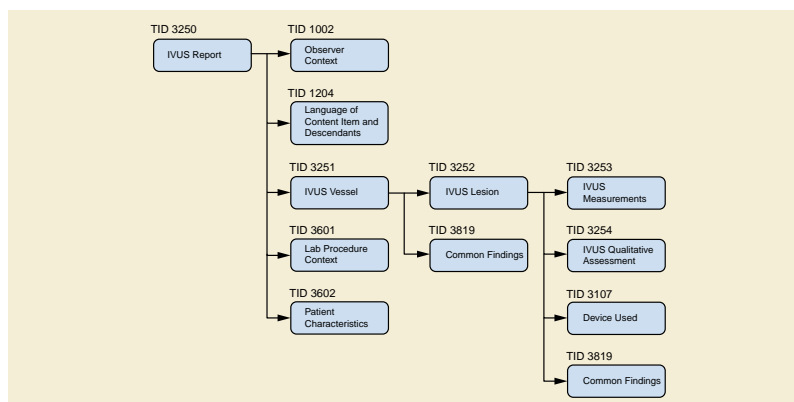 TID 3250
IVUS Report
TID 1002
Observer
Context
TID 1204
Language of
Content Item and
Descendants
TID 3251
IVUS Vessel
TID 3252
IVUS Lesion
TID 3253
IVUS
Measurements
TID 3601
Lab Procedure
Context
TID 3819
Common Findings
TID 3254
IVUS Qualitative
Assessment
TID 3602
Patient
Characteristics
TID 3107
Device Used
TID 3819
Common Findings